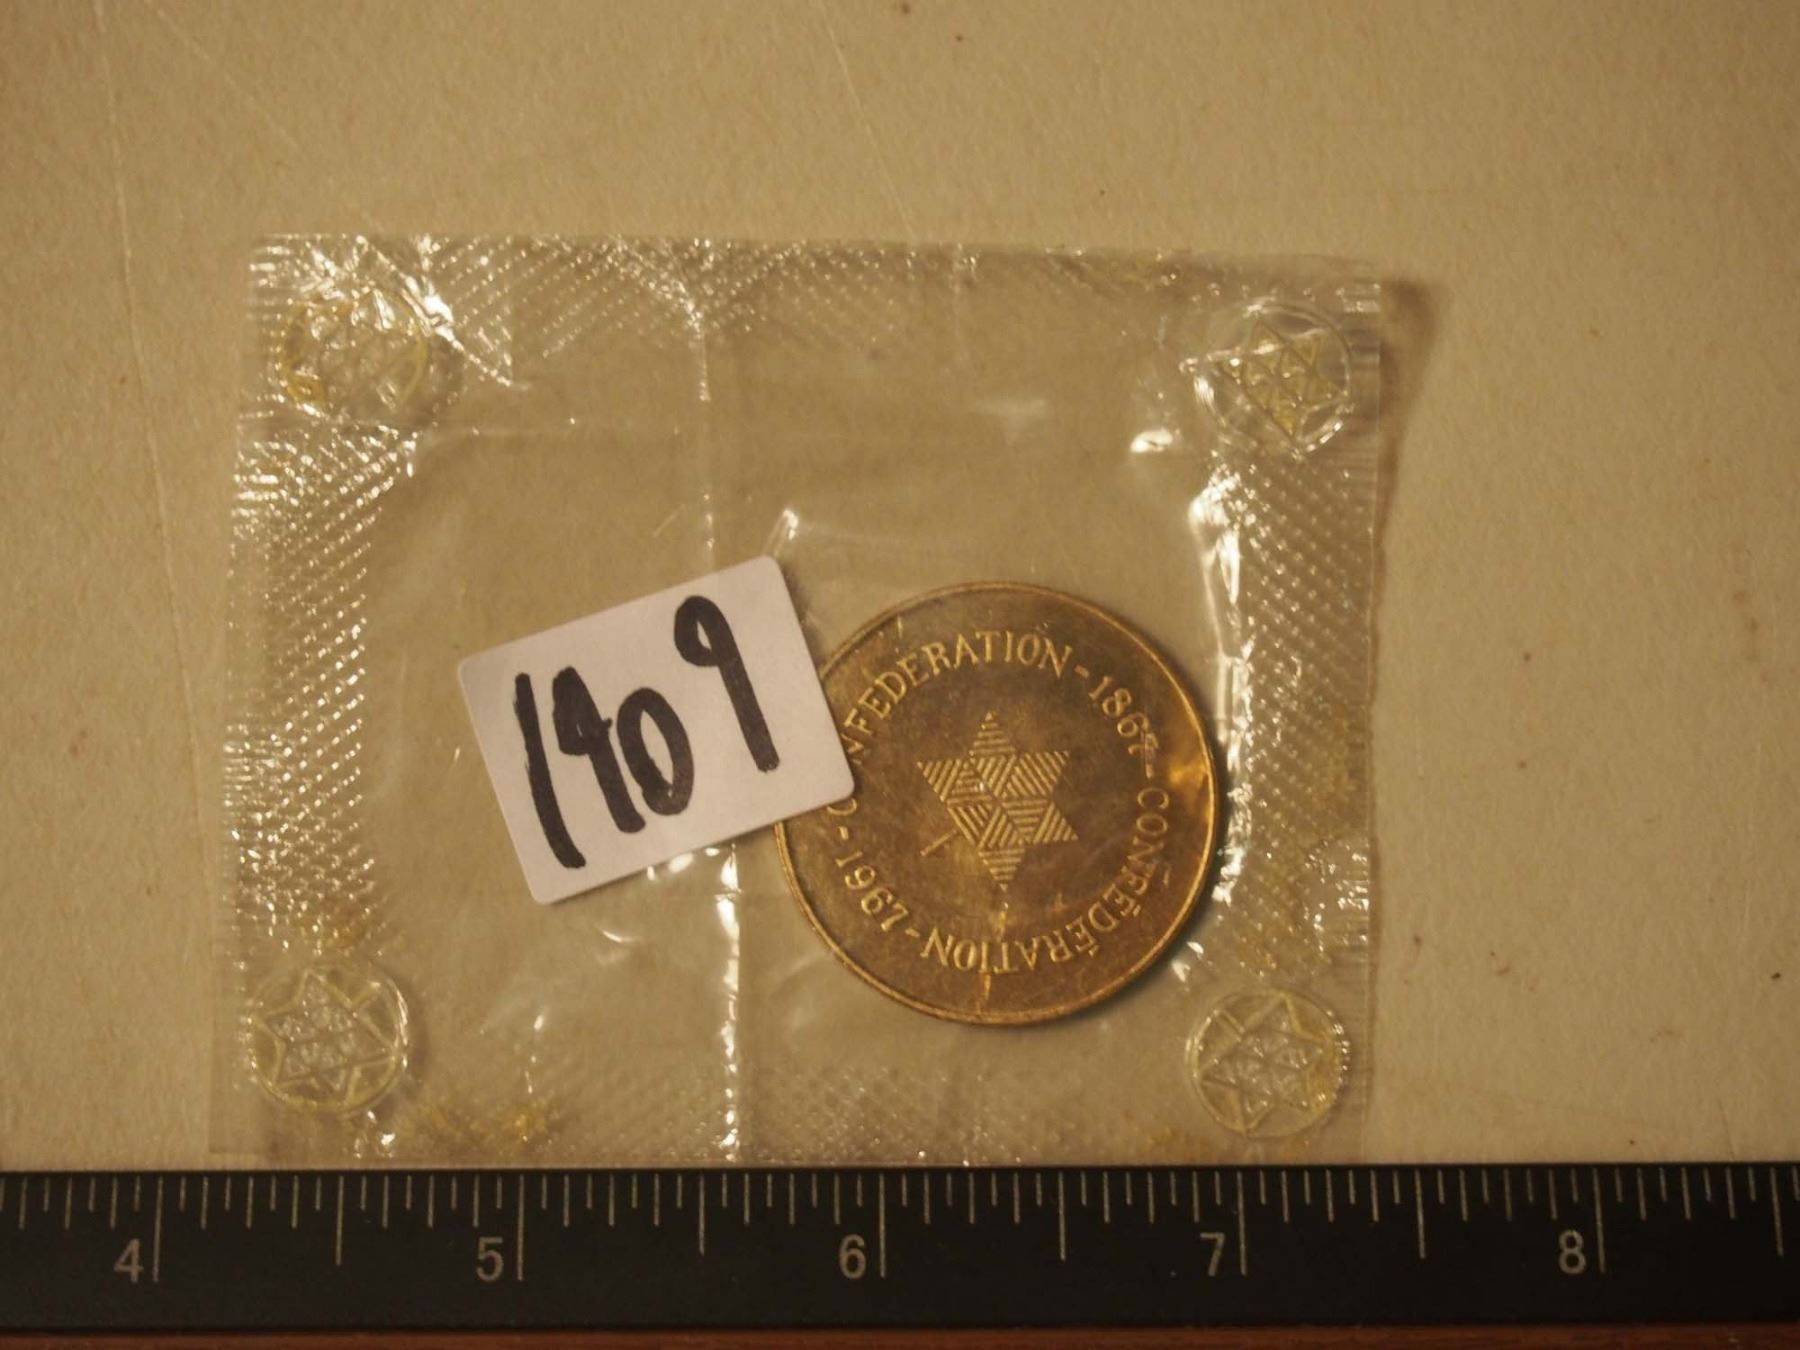 1409
CONFEDERATION - 1867 - CONFÉDÉRATION - 1967 -
4 5 6 7 8